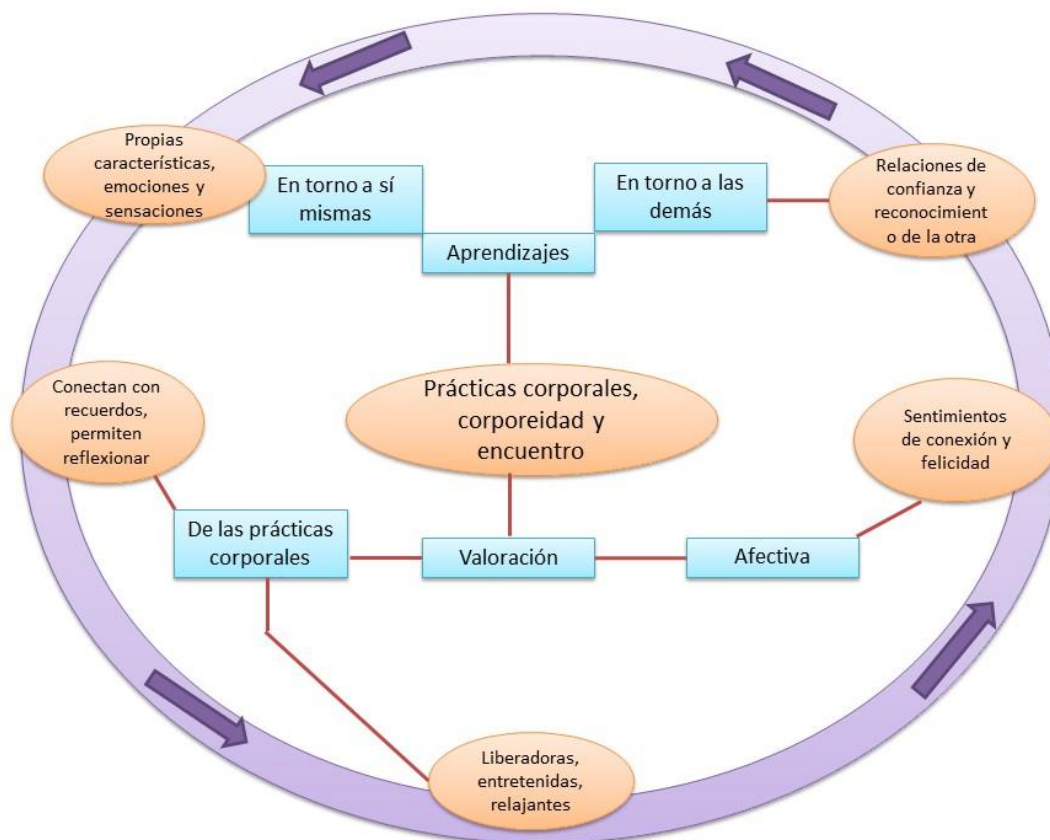 Propias
características,
emociones y
sensaciones
En torno a sí
mismas
En torno a las
demás
Relaciones de
confianza y
reconocimient
o de la otra
Aprendizajes
Conectan con
recuerdos,
permiten
reflexionar
Prácticas corporales,
corporeidad y
encuentro
Sentimientos
de conexión y
felicidad
De las prácticas
corporales
Valoración
Afectiva
Liberadoras,
entretenidas,
relajantes